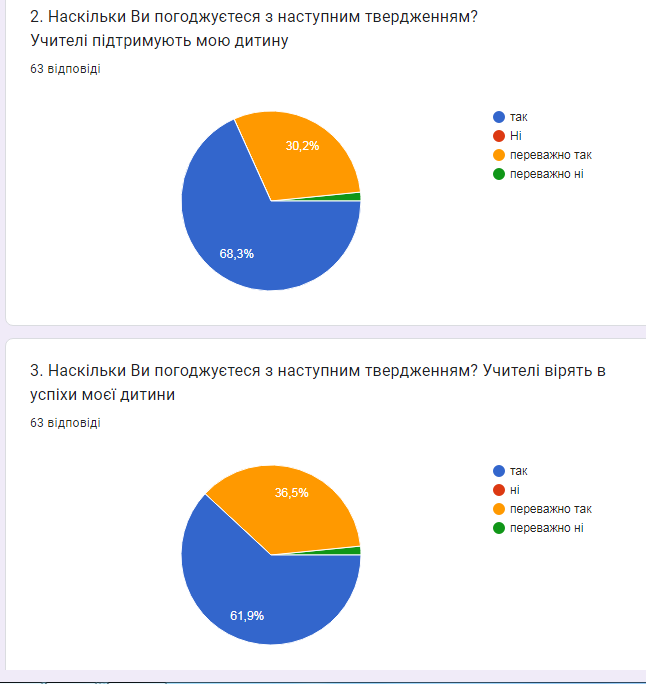 2. Наскільки Ви погоджуєтеся з наступним твердженням?
Учителі підтримують мою дитину
63 відповіді
30,2%
68,3%
так
Ні
переважно так
переважно ні
3. Наскільки Ви погоджуєтеся з наступним твердженням? Учителі вірять в
успіхи моєї дитини
63 відповіді
36,5%
61,9%
так
ні
переважно так
переважно ні